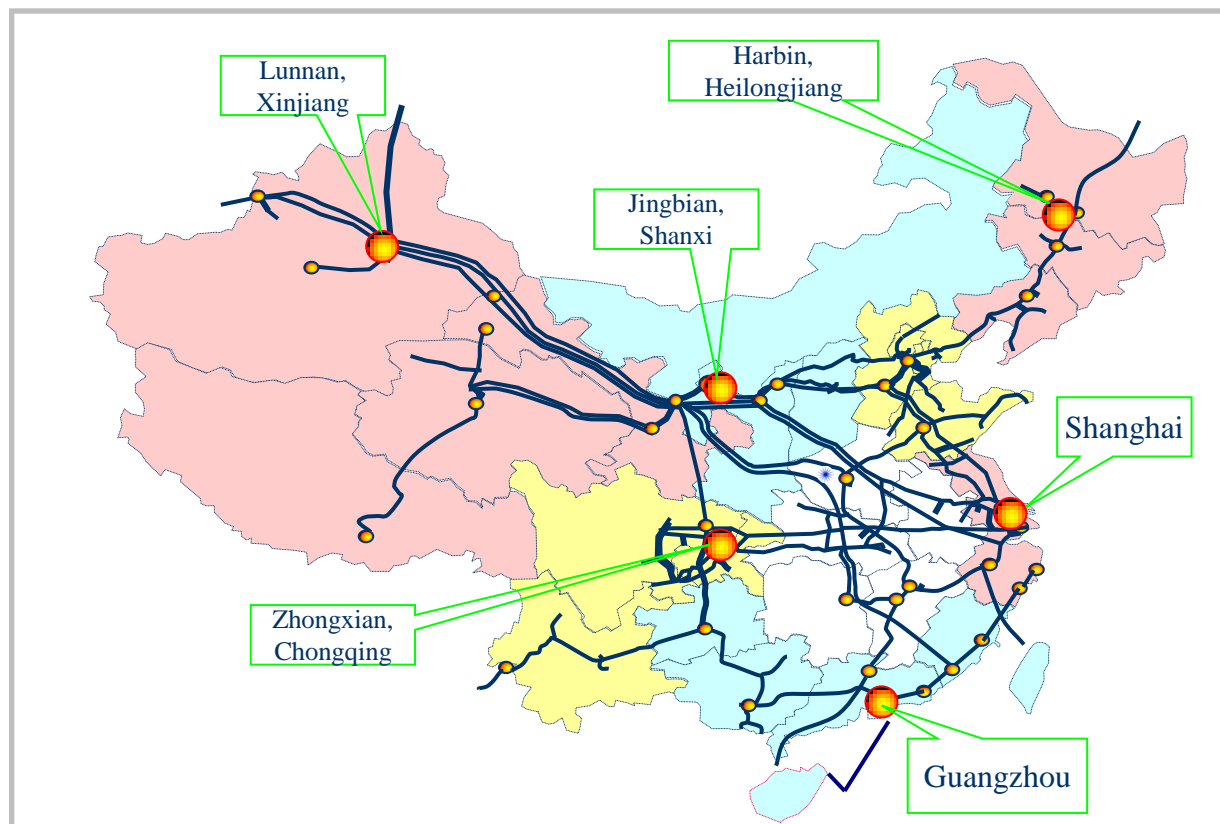 Lunnan,
Xinjiang
Harbin,
Heilongjiang
Jingbian,
Shanxi
Shanghai
Zhongxian,
Chongqing
Guangzhou